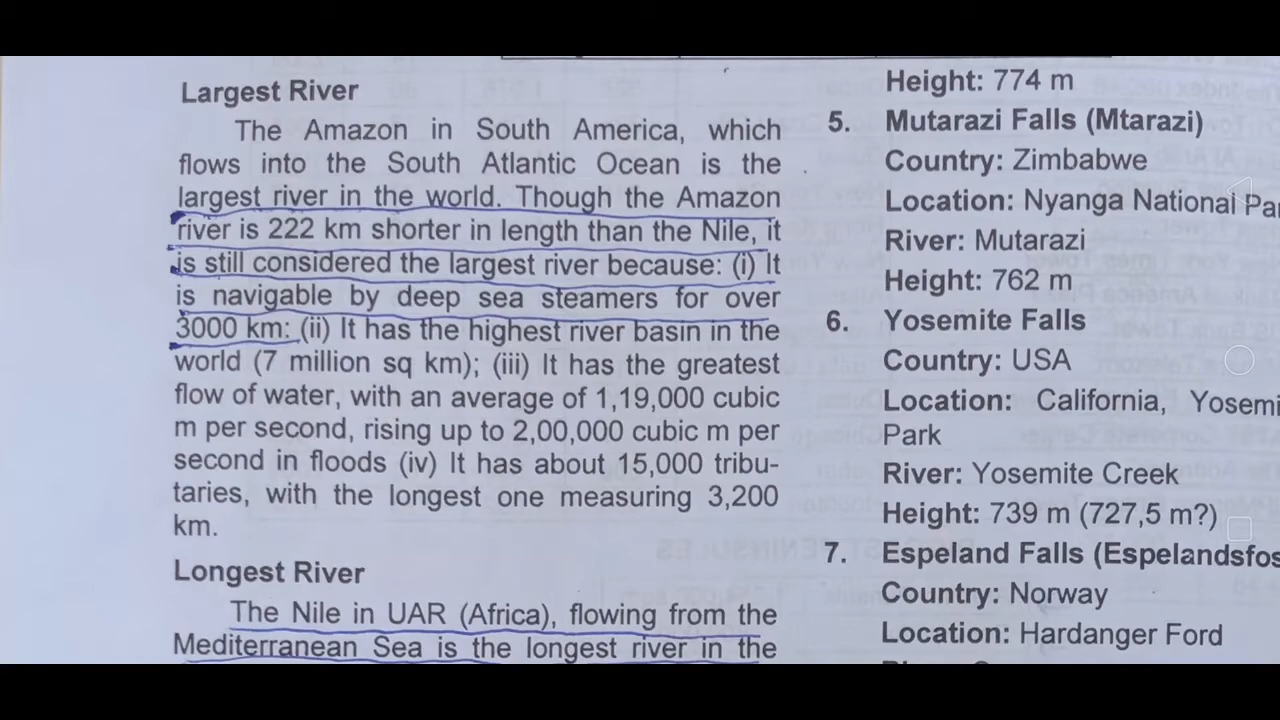 Largest River
The Amazon in South America, which
flows into the South Atlantic Ocean is the
largest river in the world. Though the Amazon
river is 222 km shorter in length than the Nile, it
is still considered the largest river because: (i) It
is navigable by deep sea steamers for over
3000 km: (ii) It has the highest river basin in the
world (7 million sq km); (iii) It has the greatest
flow of water, with an average of 1,19,000 cubic
m per second, rising up to 2,00,000 cubic m per
second in floods (iv) It has about 15,000 tribu-
taries, with the longest one measuring 3,200
km.
Longest River
The Nile in UAR (Africa), flowing from the
Mediterranean Sea is the longest river in the
Height: 774 m
5. Mutarazi Falls (Mtarazi)
Country: Zimbabwe
Location: Nyanga National Par
River: Mutarazi
Height: 762 m
6. Yosemite Falls
Country: USA
Location: California, Yosemi
Park
River: Yosemite Creek
Height: 739 m (727,5 m?)
7. Espeland Falls (Espelandsfos
Country: Norway
Location: Hardanger Ford